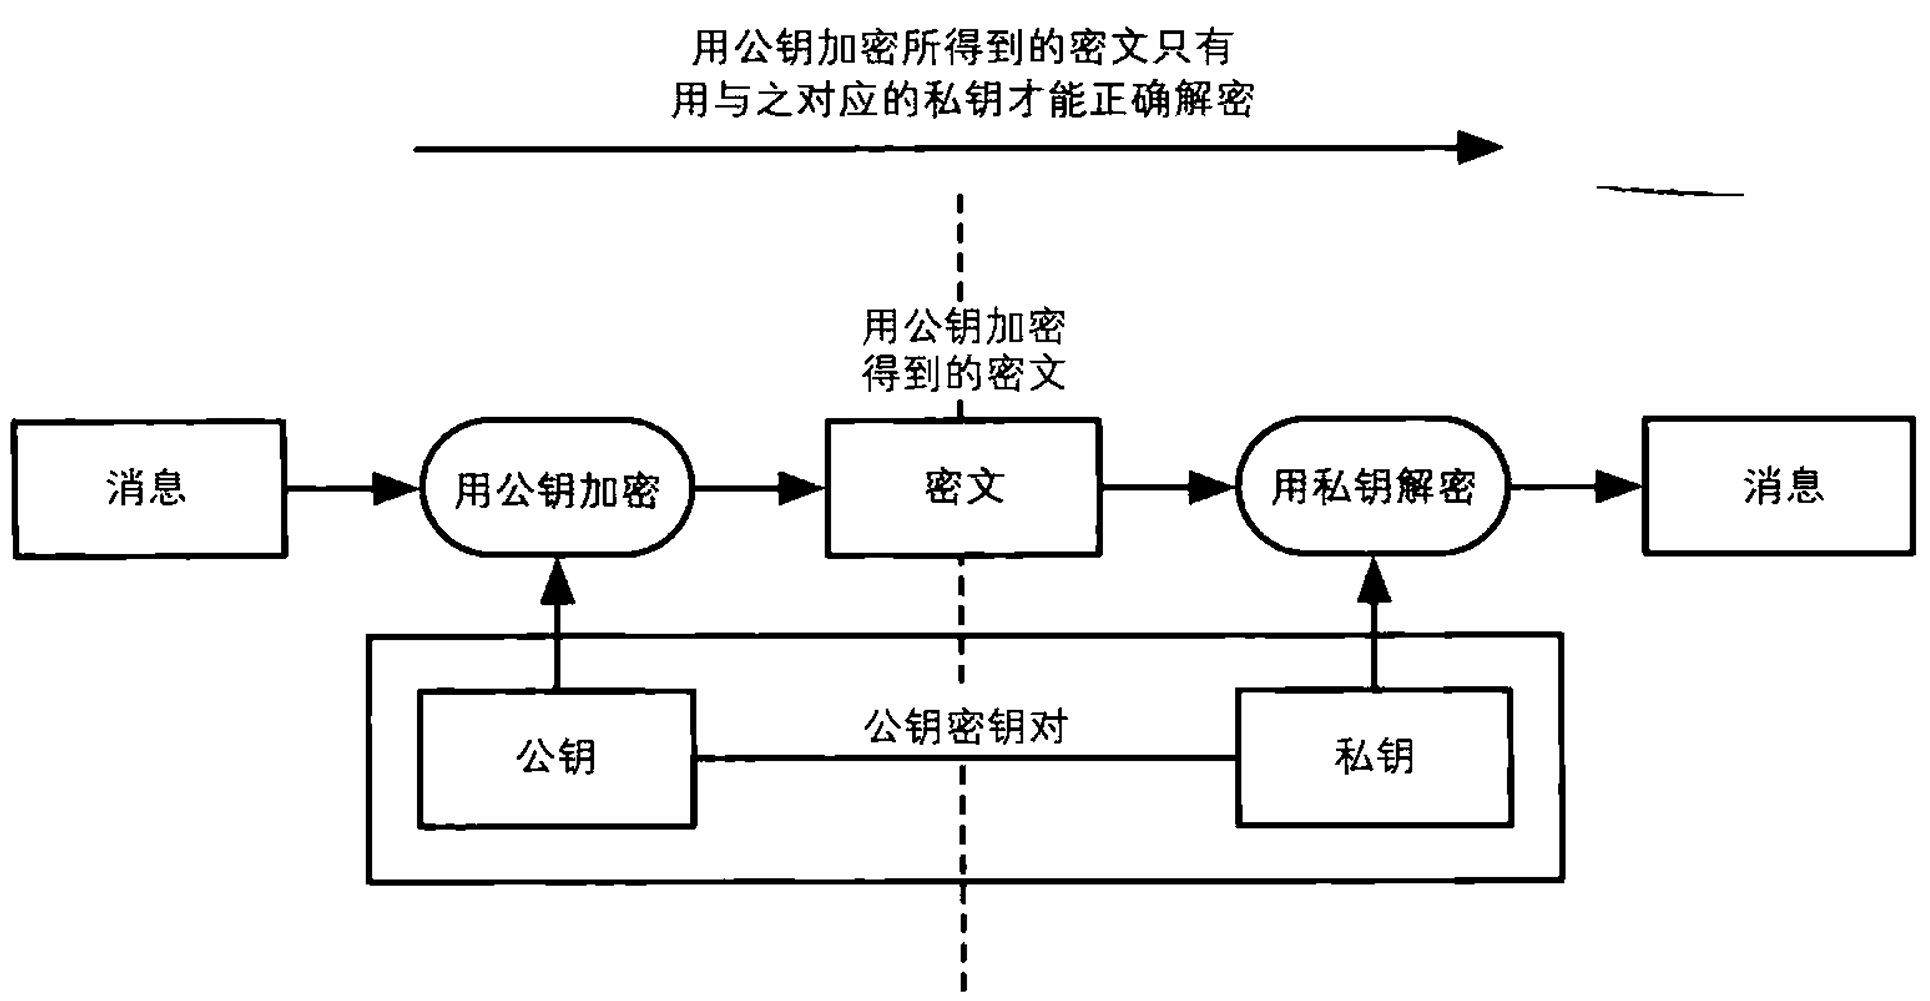 用公钥加密所得到的密文只有
用与之对应的私钥才能正确解密
用公钥加密
得到的密文
消息
用公钥加密
密文
用私钥解密
消息
公钥密钥对
公钥
私钥